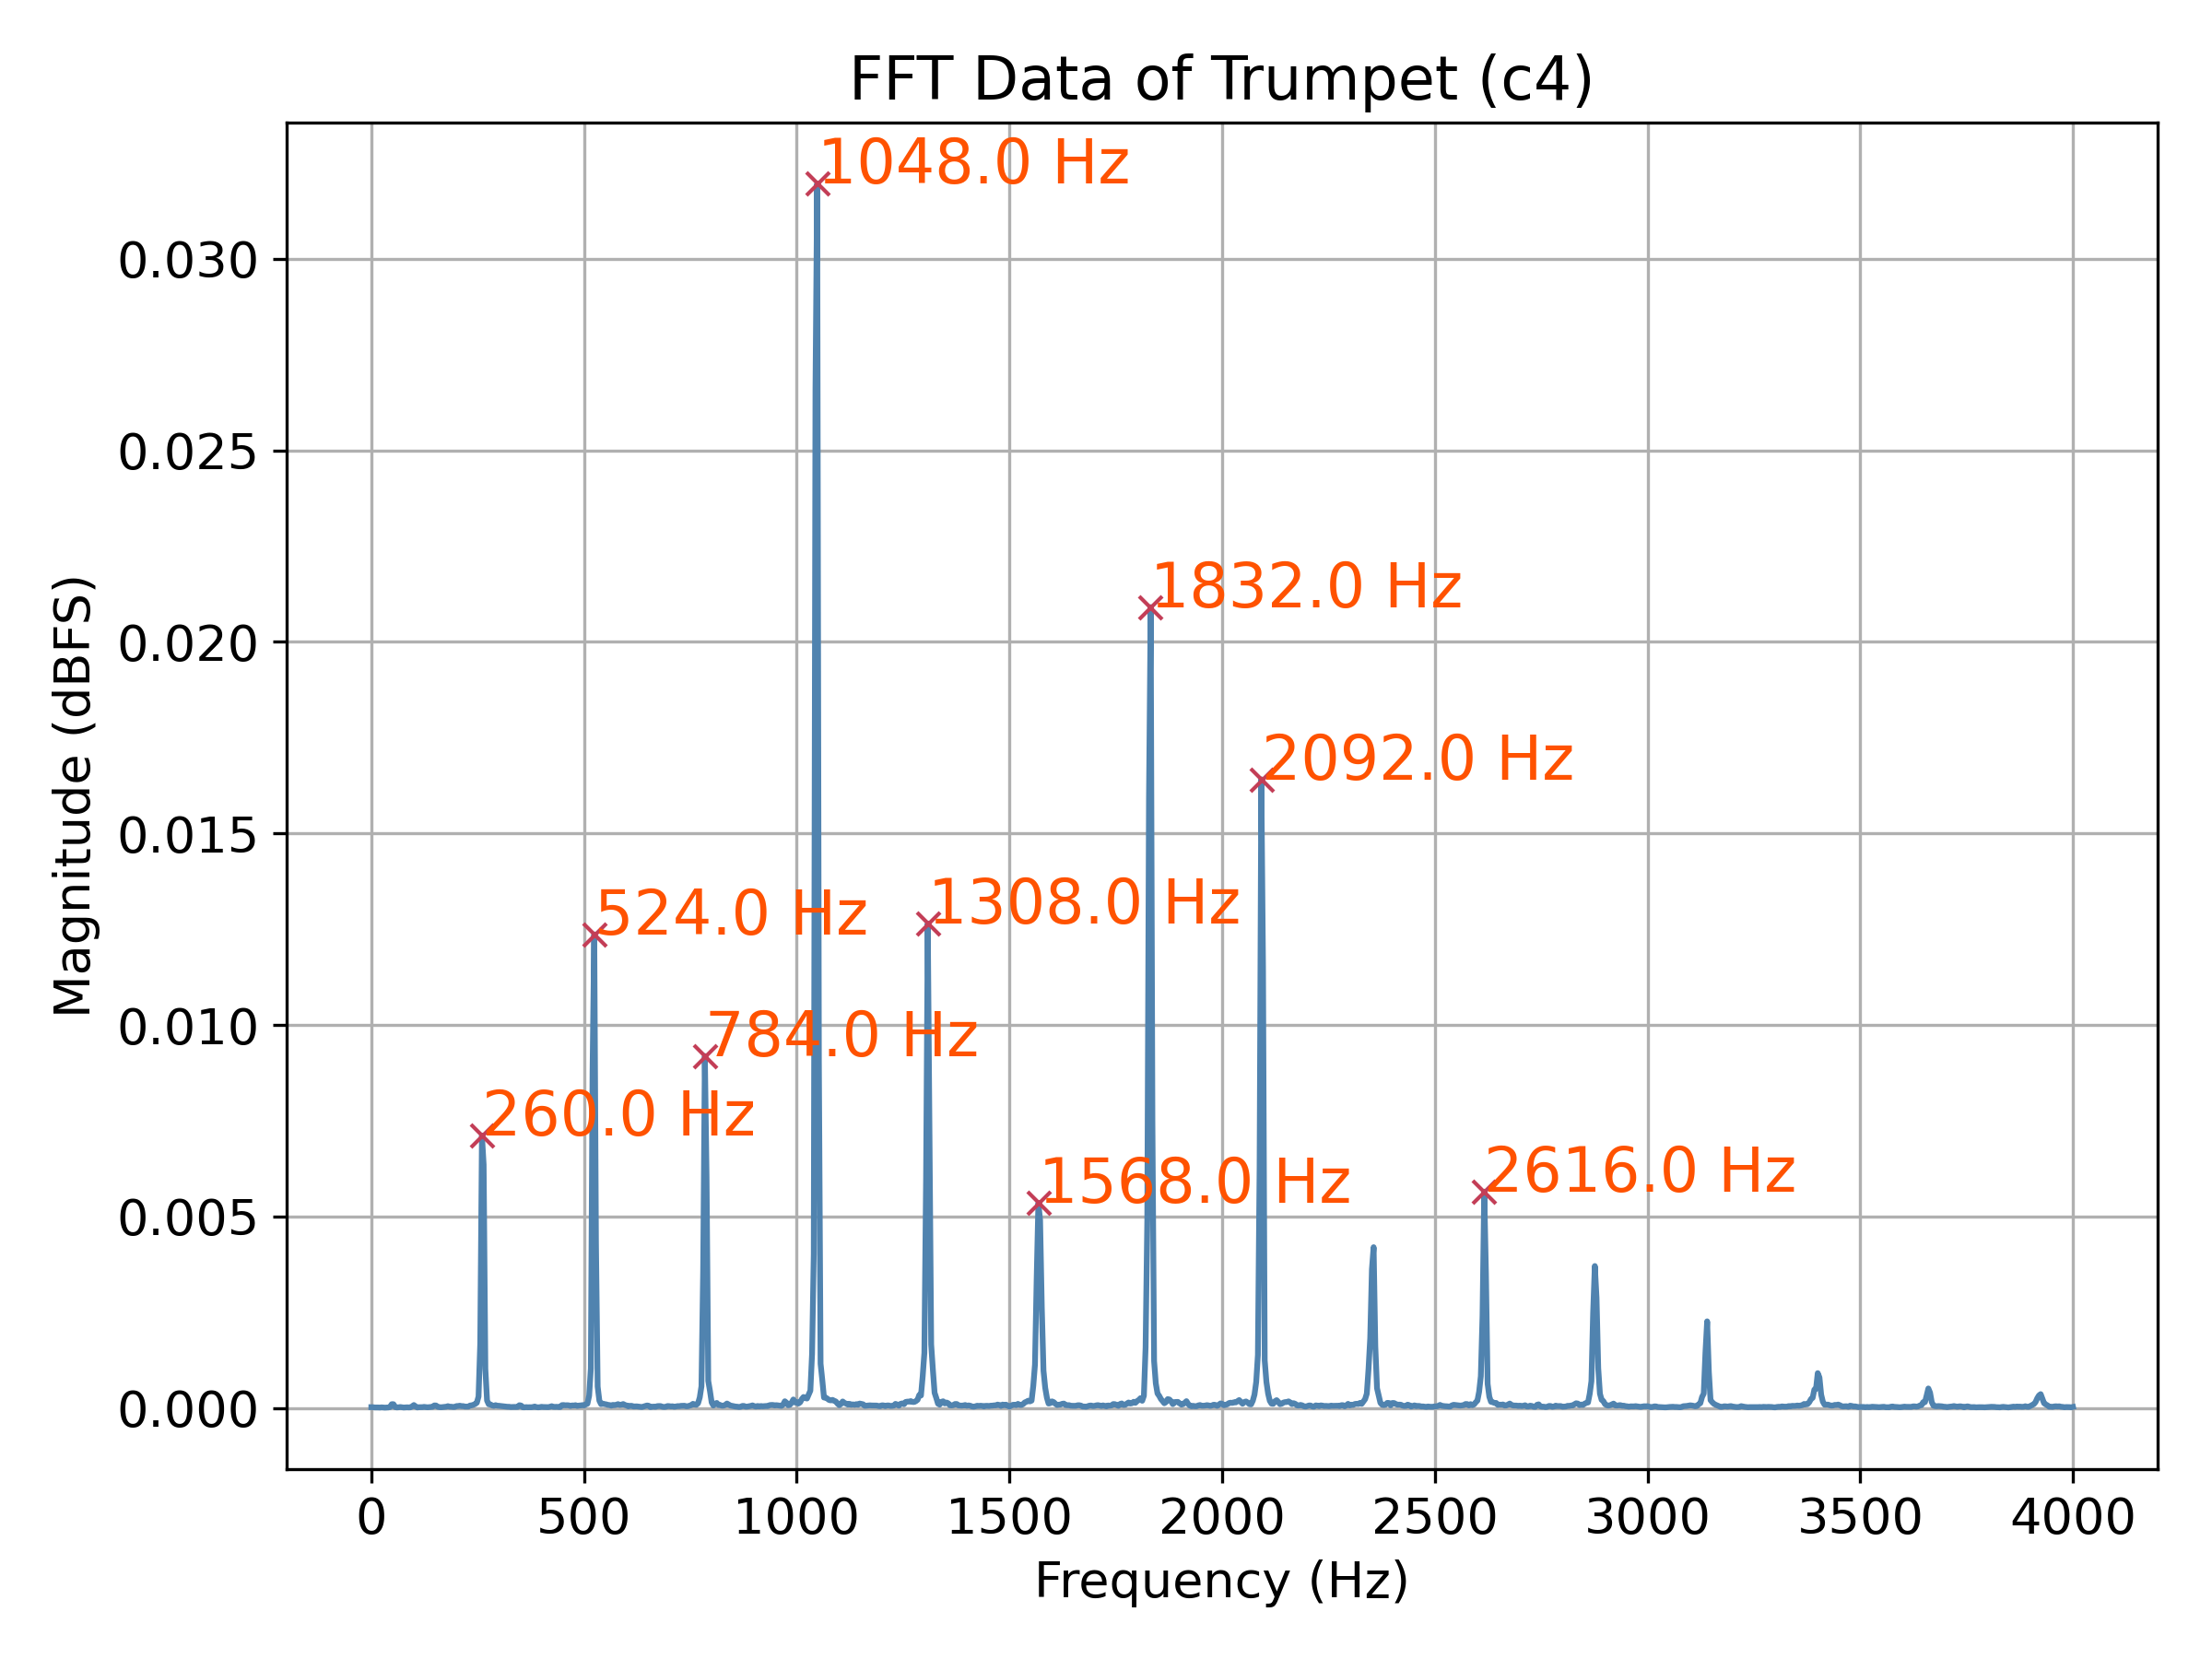 FFT Data of Trumpet (c4)
1048.0 Hz
0.030
0.025
1832.0 Hz
0.020
2092.0 Hz
0.015
1308.0 Hz
524.0 Hz
0.010
784.0 Hz
260.0 Hz
2616.0 Hz
1568.0 Hz
0.005
0.000
Magnitude (dBFS)
0 500 1000 1500 2000 2500 3000 3500 4000
Frequency (Hz)